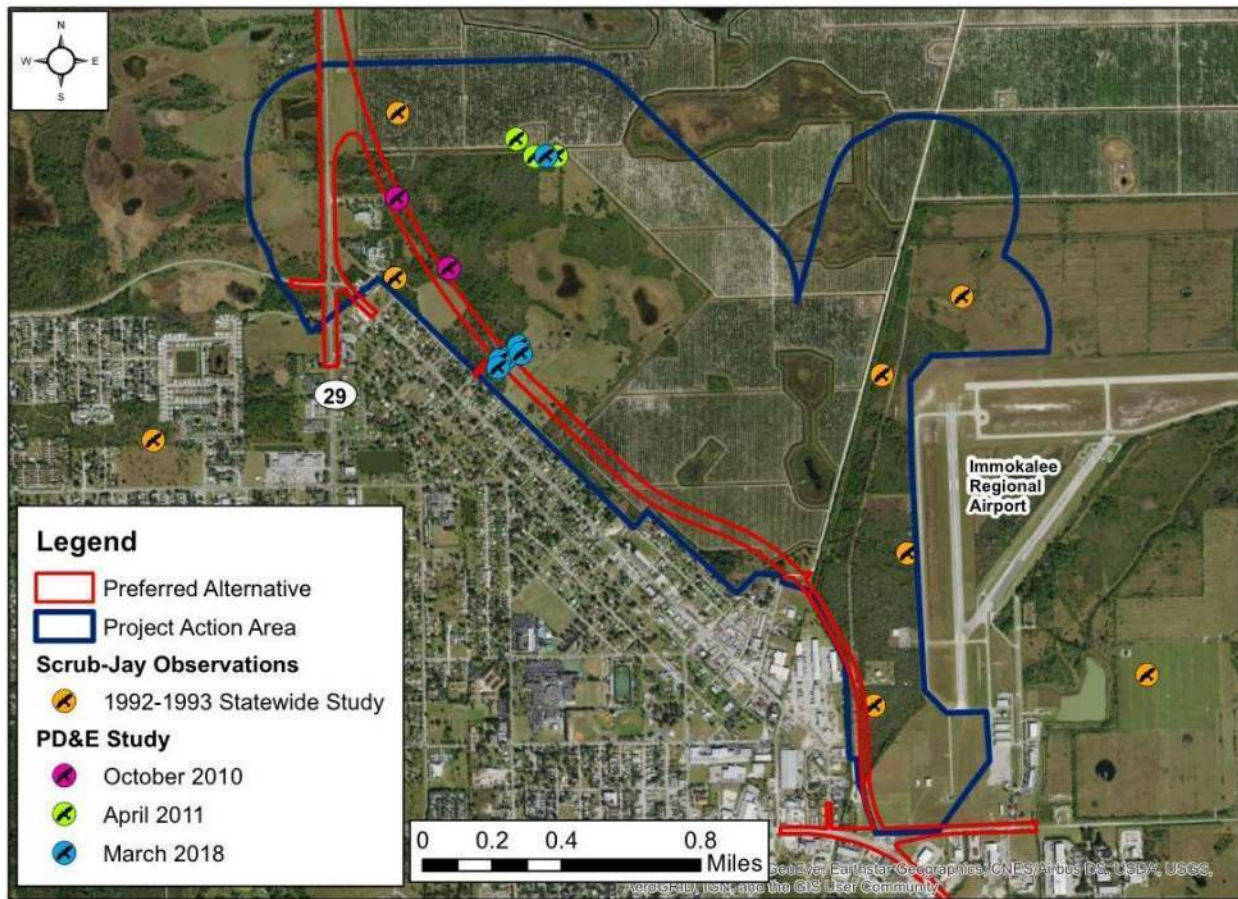 N
W E
S
29
Immokalee
Regional
Airport
Legend
Preferred Alternative
Project Action Area
Scrub-Jay Observations
1992-1993 Statewide Study
PD&E Study
October 2010
April 2011
March 2018
0 0.2 0.4 0.8
Miles
GeoEye, Earthstar Geographics, CNES/Airbus DS, USDA, USGS,
AeroGRID, IGN, and the GIS User Community